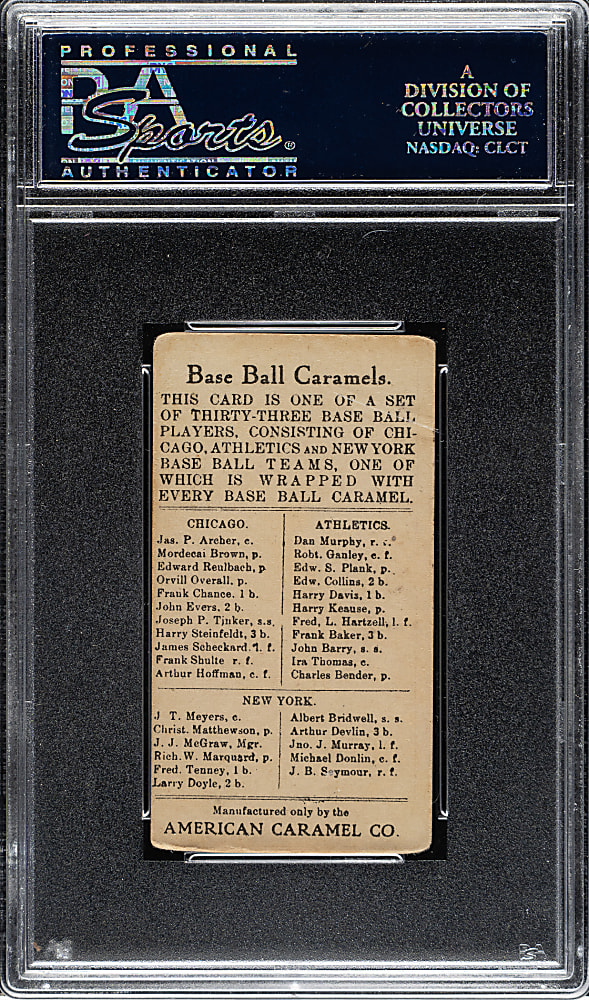 PROFESSIONAL
PSA
Sports®
AUTHENTICATOR
A
DIVISION OF
COLLECTORS
UNIVERSE
NASDAQ: CLCT
Base Ball Caramels.
THIS CARD IS ONE OF A SET
OF THIRTY-THREE BASE BALL
PLAYERS, CONSISTING OF CHI-
CAGO, ATHLETICS AND NEW YORK
BASE BALL TEAMS, ONE OF
WHICH IS WRAPPED WITH
EVERY BASE BALL CARAMEL.
CHICAGO.
Jas. P. Archer, c.
Mordecai Brown, p.
Edward Reulbach, p.
Orvill Overall, p.
Frank Chance. 1 b.
John Evers, 2 b.
Joseph P. Tinker, s.s.
Harry Steinfeldt, 3 b.
James Scheckard. l. f.
Frank Shulte r. f.
Arthur Hoffman, c. f.
ATHLETICS.
Dan Murphy, r.
Robt. Ganley, c. f.
Edw. S. Plank, p.
Edw. Collins, 2 b.
Harry Davis, 1 b.
Harry Keause, p.
Fred, L. Hartzell, l. f.
Frank Baker, 3 b.
John Barry, s. s.
Ira Thomas, c.
Charles Bender, p.
NEW YORK.
J T. Meyers, c.
Christ. Matthewson, p.
J. J. McGraw, Mgr.
Rich. W. Marquard, p.
Fred. Tenney, 1 b.
Larry Doyle, 2 b.
Albert Bridwell, s. s.
Arthur Devlin, 3 b.
Jno. J. Murray, l. f.
Michael Donlin, c. f.
J. B. Seymour, r. f.
Manufactured only by the
AMERICAN CARAMEL CO.
PSA